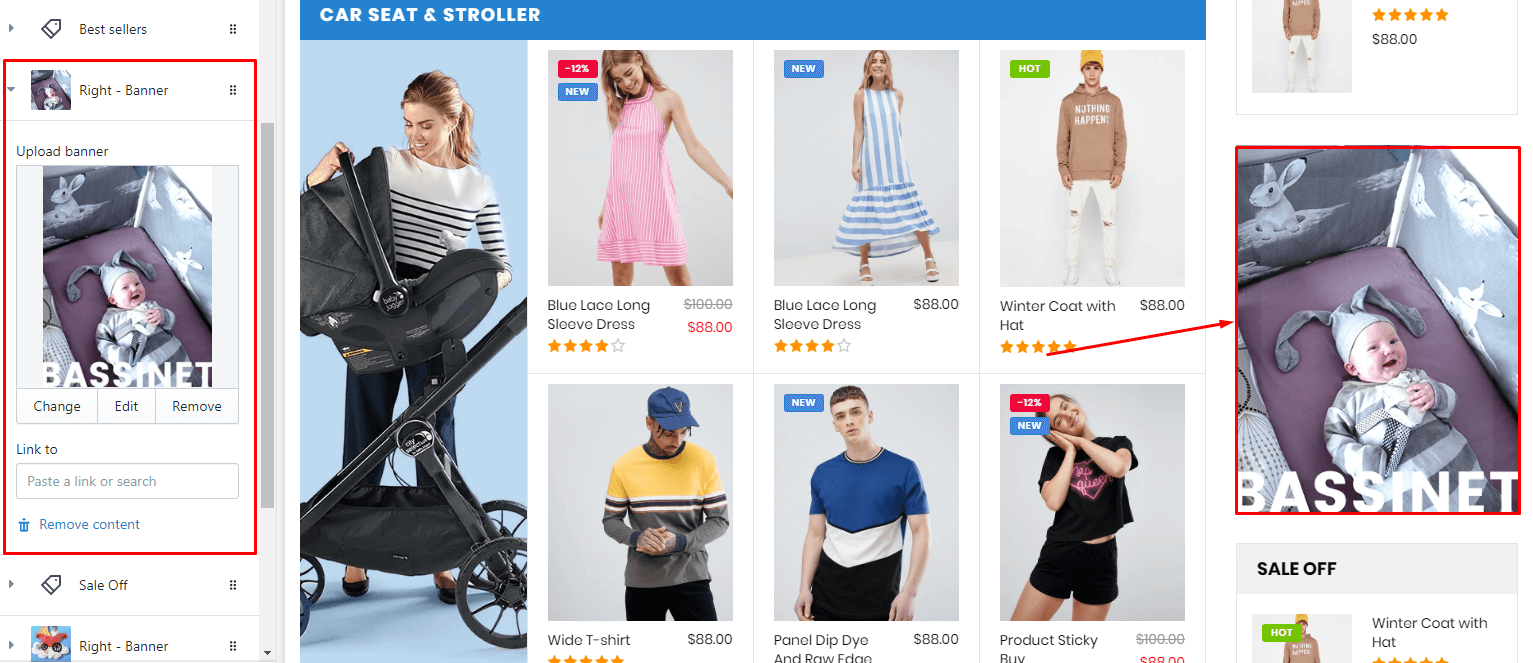 Best sellers
Right - Banner
Upload banner
BASSINET
Change
Edit
Remove
Link to
Paste a link or search
Remove content
Sale Off
Right - Banner
CAR SEAT & STROLLER
baby jogger
-12%
NEW
Blue Lace Long
Sleeve Dress
$100.00
$88.00
NEW
Blue Lace Long
Sleeve Dress
$88.00
HOT
NOTHING
HAPPENS
Winter Coat with
Hat
$88.00
Wide T-shirt
$88.00
NEW
Panel Dip Dye
And Raw Edge
$88.00
-12%
NEW
nap
queen
Product Sticky
Buy
$100.00
$88.00
$88.00
BASSINET
SALE OFF
HOT
Winter Coat with
Hat